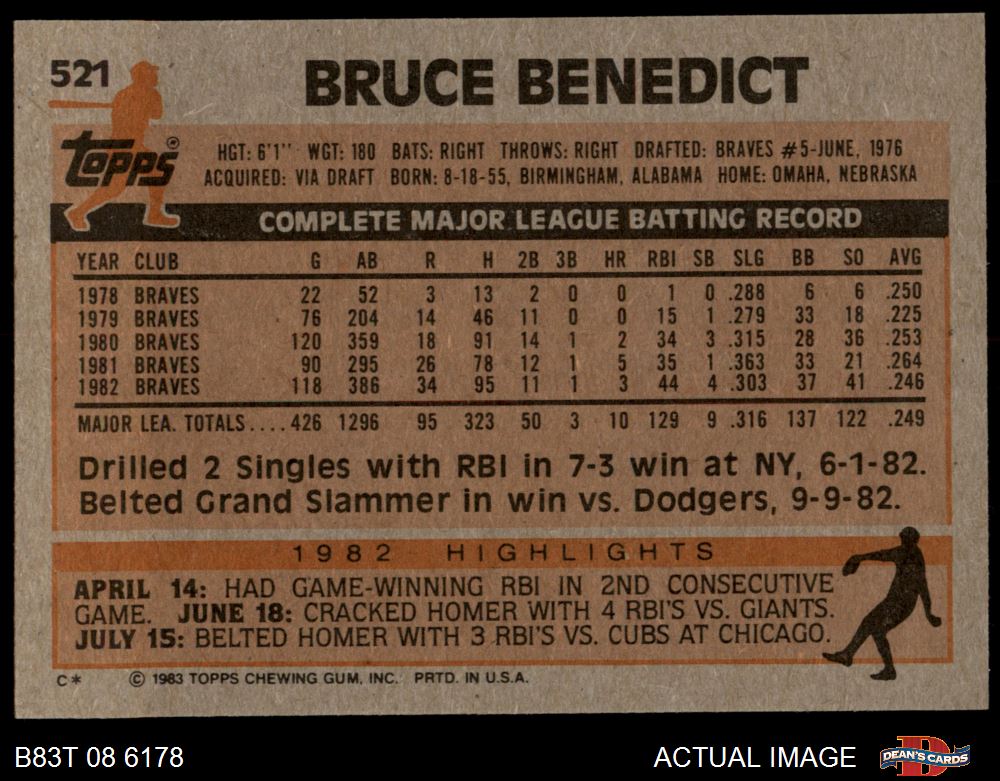 521
BRUCE BENEDICT
topps®
HGT: 6'1" WGT: 180 BATS: RIGHT THROWS: RIGHT DRAFTED: BRAVES #5-JUNE, 1976
ACQUIRED: VIA DRAFT BORN: 8-18-55, BIRMINGHAM, ALABAMA HOME: OMAHA, NEBRASKA
COMPLETE MAJOR LEAGUE BATTING RECORD
YEAR CLUB G AB R H 2B 3B HR RBI SB SLG BB SO AVG
1978 BRAVES 22 52 3 13 2 0 0 1 0 .288 6 6 .250
1979 BRAVES 76 204 14 46 11 0 0 15 1 .279 33 18 .225
1980 BRAVES 120 359 18 91 14 1 2 34 3 .315 28 36 .253
1981 BRAVES 90 295 26 78 12 1 5 35 1 .363 33 21 .264
1982 BRAVES 118 386 34 95 11 1 3 44 4 .303 37 41 .246
MAJOR LEA. TOTALS.... 426 1296 95 323 50 3 10 129 9 .316 137 122 .249
Drilled 2 Singles with RBI in 7-3 win at NY, 6-1-82.
Belted Grand Slammer in win vs. Dodgers, 9-9-82.
1982 HIGHLIGHTS
APRIL 14: HAD GAME-WINNING RBI IN 2ND CONSECUTIVE
GAME. JUNE 18: CRACKED HOMER WITH 4 RBI'S VS. GIANTS.
JULY 15: BELTED HOMER WITH 3 RBI'S VS. CUBS AT CHICAGO.
C* © 1983 TOPPS CHEWING GUM, INC. PRTD. IN U.S.A.
B83T 08 6178 ACTUAL IMAGE DEAN'S CARDS